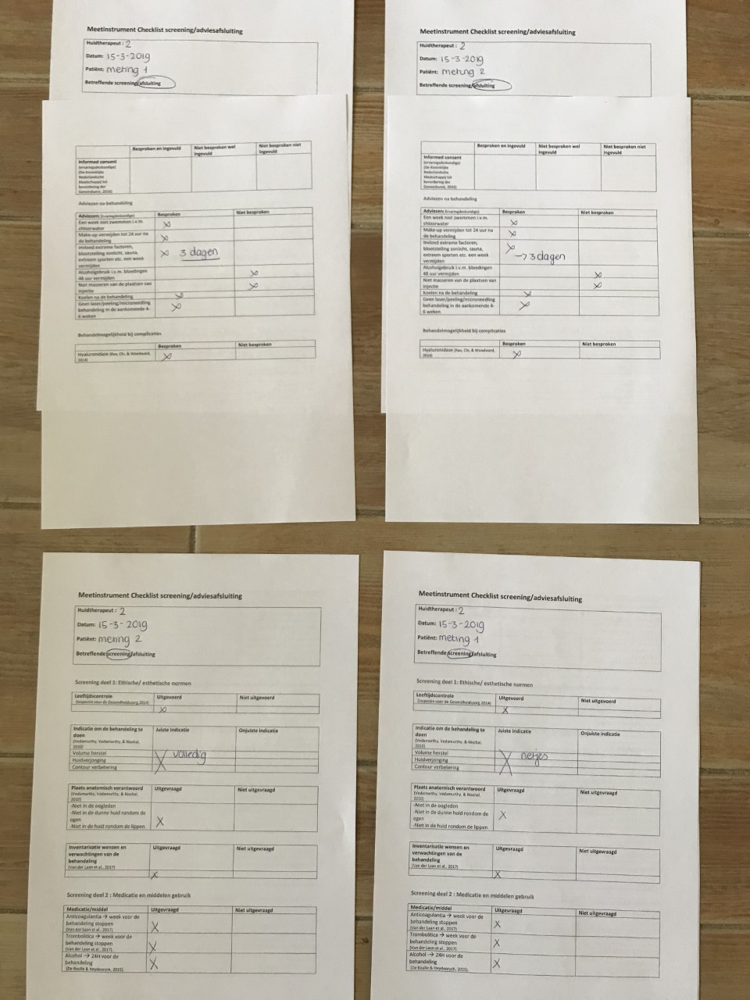 Meetinstrument Checklist screening/adviesafsluiting
Huidtherapeut : 2
Datum: 15-3-2019
Patiënt: meting 1
Betreffende screening/afsluiting
Besproken en ingevuld
Niet besproken wel ingevuld
Niet besproken niet ingevuld
Informed consent
(ervaringsdeskundige)
(De Koninklijke
Nederlandsche
Maatschappij tot
bevordering der
Geneeskunst, 2016)
Adviezen na behandeling
Adviezen: (Ervaringdeskundige)
Besproken
Niet besproken
Een week niet zwemmen i.v.m.
chloorwater
X
Make-up vermijden tot 24 uur na
de behandeling
X
Invloed extreme factoren,
blootstelling zonlicht, sauna,
extreem sporten etc. een week
vermijden
X 3 dagen
Alcoholgebruik i.v.m. bloedingen
48 uur vermijden
X
Niet masseren van de plaatsen van
injectie
X
Koelen na de behandeling
X
Geen laser/peeling/microneedling
behandeling in de aankomende 4-
6 weken
X
Behandelmogelijkheid bij complicaties
Besproken
Niet besproken
Hyaluronidase (Rao, Chi, & Woodward,
2014)
X
Meetinstrument Checklist screening/adviesafsluiting
Huidtherapeut : 2
Datum: 15-3-2019
Patiënt: meting 2
Betreffende screening/afsluiting
Besproken en ingevuld
Niet besproken wel
ingevuld
Niet besproken niet
ingevuld
Informed consent
(ervaringsdeskundige)
(De Koninklijke
Nederlandsche
Maatschappij tot
bevordering der
Geneeskunst, 2016)
Adviezen na behandeling
Adviezen: (Ervaringdeskundige)
Besproken
Niet besproken
Een week niet zwemmen i.v.m.
chloorwater
X
Make-up vermijden tot 24 uur na
de behandeling
X
Invloed extreme factoren,
blootstelling zonlicht, sauna,
extreem sporten etc. een week
vermijden
X → 3 dagen
Alcoholgebruik i.v.m. bloedingen
48 uur vermijden
X
Niet masseren van de plaatsen van
injectie
X
Koelen na de behandeling
X
Geen laser/peeling/microneedling
behandeling in de aankomende 4-
6 weken
X
Behandelmogelijkheid bij complicaties
Besproken
Niet besproken
Hyaluronidase (Rao, Chi, & Woodward,
2014)
X
Meetinstrument Checklist screening/adviesafsluiting
Huidtherapeut : 2
Datum: 15-3-2019
Patiënt: meting 2
Betreffende screening/afsluiting
Screening deel 1: Ethische/ esthetische normen
Leeftijdscontrole
(Inspectie voor de Gezondheidszorg 2014)
Uitgevoerd
Niet uitgevoerd
X
Indicatie om de behandeling te
doen
(Vedamurthy, Vedamurthy, & Nischal,
2010)
Juiste indicatie
Onjuiste indicatie
Volume herstel
Huidverjonging
Contour verbetering
X volledig
Plaats anatomisch verantwoord
(Vedamurthy, Vedamurthy, & Nischal,
2010)
Uitgevraagd
Niet uitgevraagd
-Niet in de oogleden
-Niet in de dunne huid rondom de
ogen
-Niet in de huid rondom de lippen.
X
Inventarisatie wensen en
verwachtingen van de
behandeling
(Van der Laan et al., 2017)
Uitgevraagd
Niet uitgevraagd
X
Screening deel 2 : Medicatie en middelen gebruik
Medicatie/middel
Uitgevraagd
Niet uitgevraagd
Anticoagulantia → week voor de
behandeling stoppen
(Van der Laan et al., 2017)
X
Trombolitica → week voor de
behandeling stoppen
(Van der Laan et al., 2017).
X
Alcohol → 24H voor de
behandeling
(De Boulle & Heydenrych, 2015).
X
Meetinstrument Checklist screening/adviesafsluiting
Huidtherapeut : 2
Datum: 15-3-2019
Patiënt: meting 1
Betreffende screening/afsluiting
Screening deel 1: Ethische/ esthetische normen
Leeftijdscontrole
(Inspectie voor de Gezondheidszorg 2014)
Uitgevoerd
Niet uitgevoerd
X
Indicatie om de behandeling te
doen
(Vedamurthy, Vedamurthy, & Nischal,
2010)
Juiste indicatie
Onjuiste indicatie
Volume herstel
Huidverjonging
Contour verbetering
X netjes
Plaats anatomisch verantwoord
(Vedamurthy, Vedamurthy, & Nischal,
2010)
Uitgevraagd
Niet uitgevraagd
-Niet in de oogleden
-Niet in de dunne huid rondom de
ogen
-Niet in de huid rondom de lippen.
X
Inventarisatie wensen en
verwachtingen van de
behandeling
(Van der Laan et al., 2017)
Uitgevraagd
Niet uitgevraagd
X
Screening deel 2 : Medicatie en middelen gebruik
Medicatie/middel
Uitgevraagd
Niet uitgevraagd
Anticoagulantia → week voor de
behandeling stoppen
(Van der Laan et al., 2017)
X
Trombolitica → week voor de
behandeling stoppen
(Van der Laan et al., 2017).
X
Alcohol → 24H voor de
behandeling
(De Boulle & Heydenrych, 2015).
X